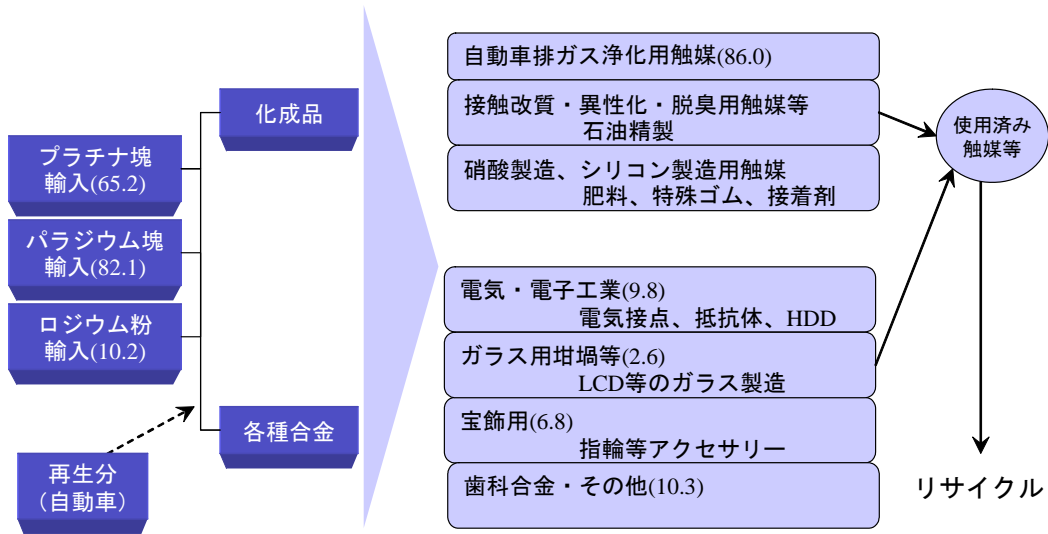 プラチナ塊
輸入(65.2)
パラジウム塊
輸入(82.1)
ロジウム粉
輸入(10.2)
再生分
（自動車）
化成品
各種合金
自動車排ガス浄化用触媒(86.0)
接触改質・異性化・脱臭用触媒等
石油精製
硝酸製造、シリコン製造用触媒
肥料、特殊ゴム、接着剤
電気・電子工業(9.8)
電気接点、抵抗体、HDD
ガラス用坩堝等(2.6)
LCD等のガラス製造
宝飾用(6.8)
指輪等アクセサリー
歯科合金・その他(10.3)
使用済み
触媒等
リサイクル